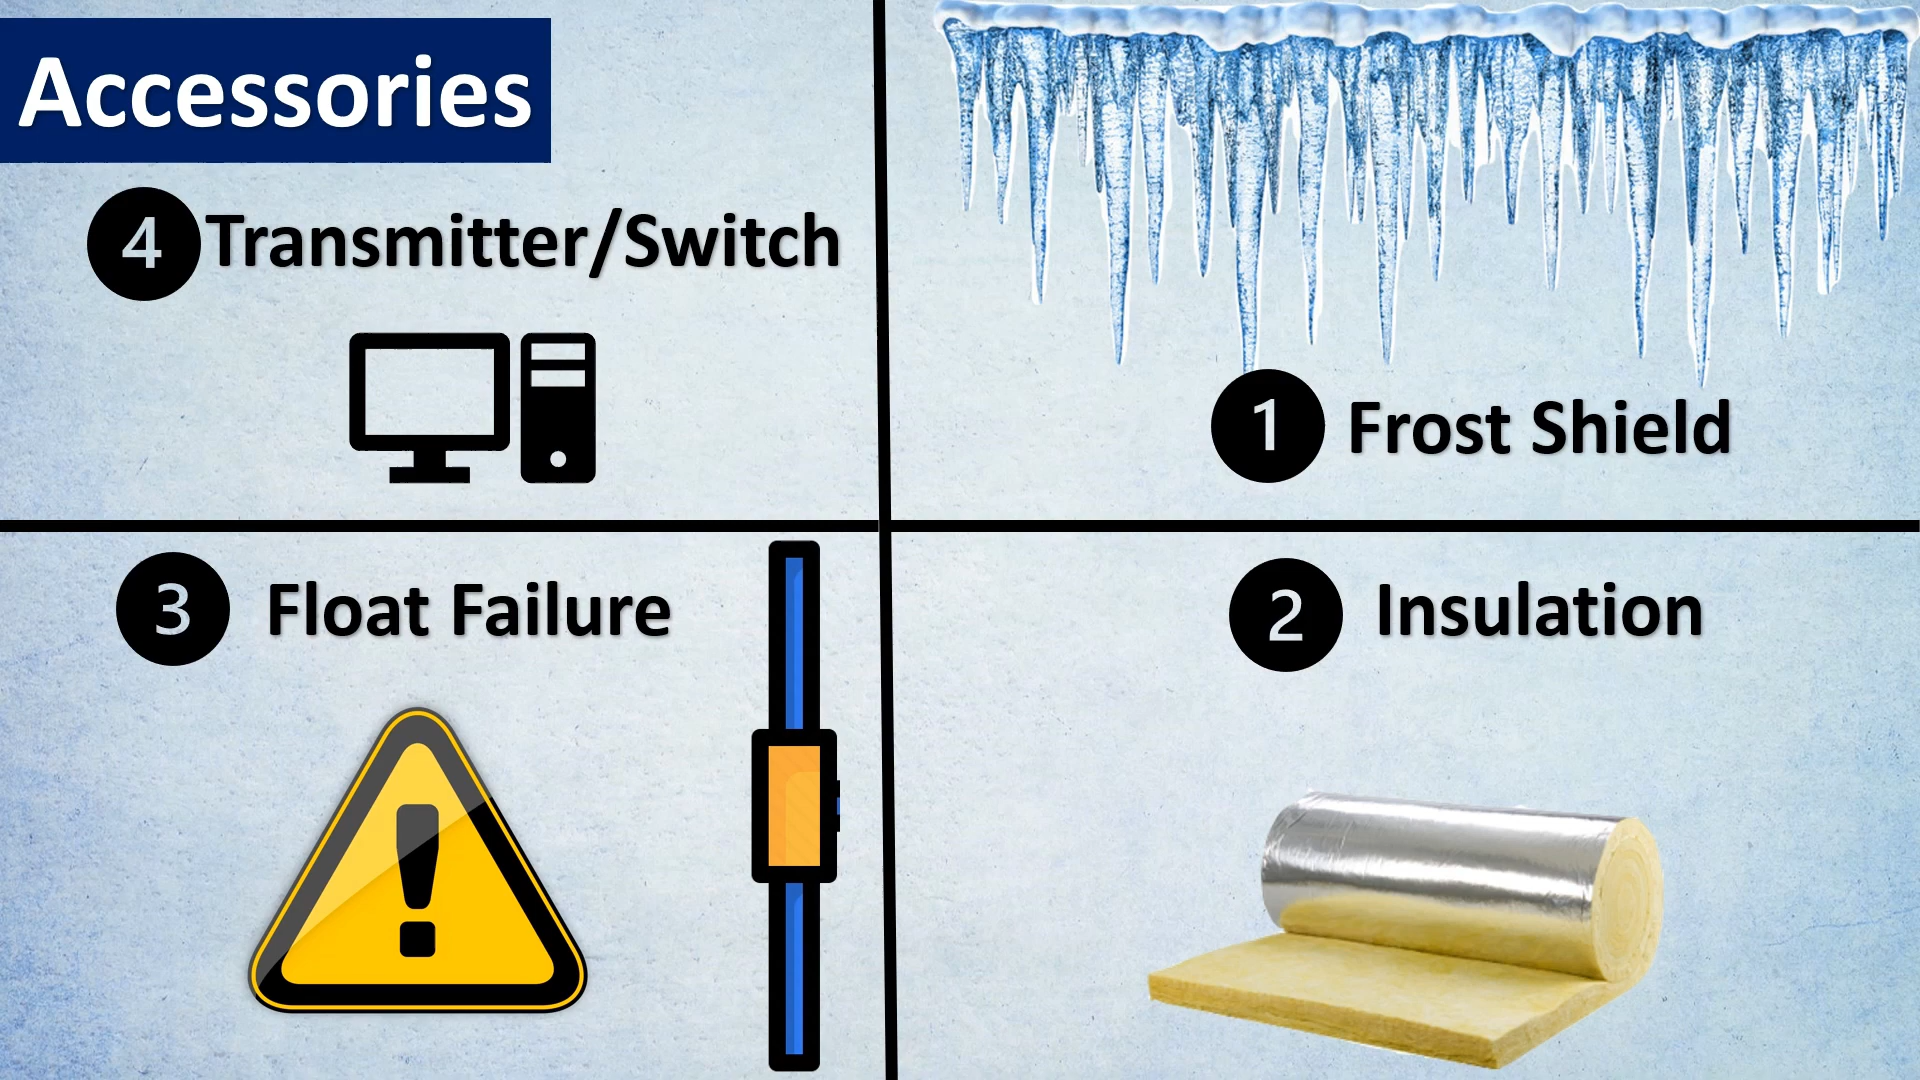 Accessories
4 Transmitter/Switch
1 Frost Shield
3 Float Failure
2 Insulation